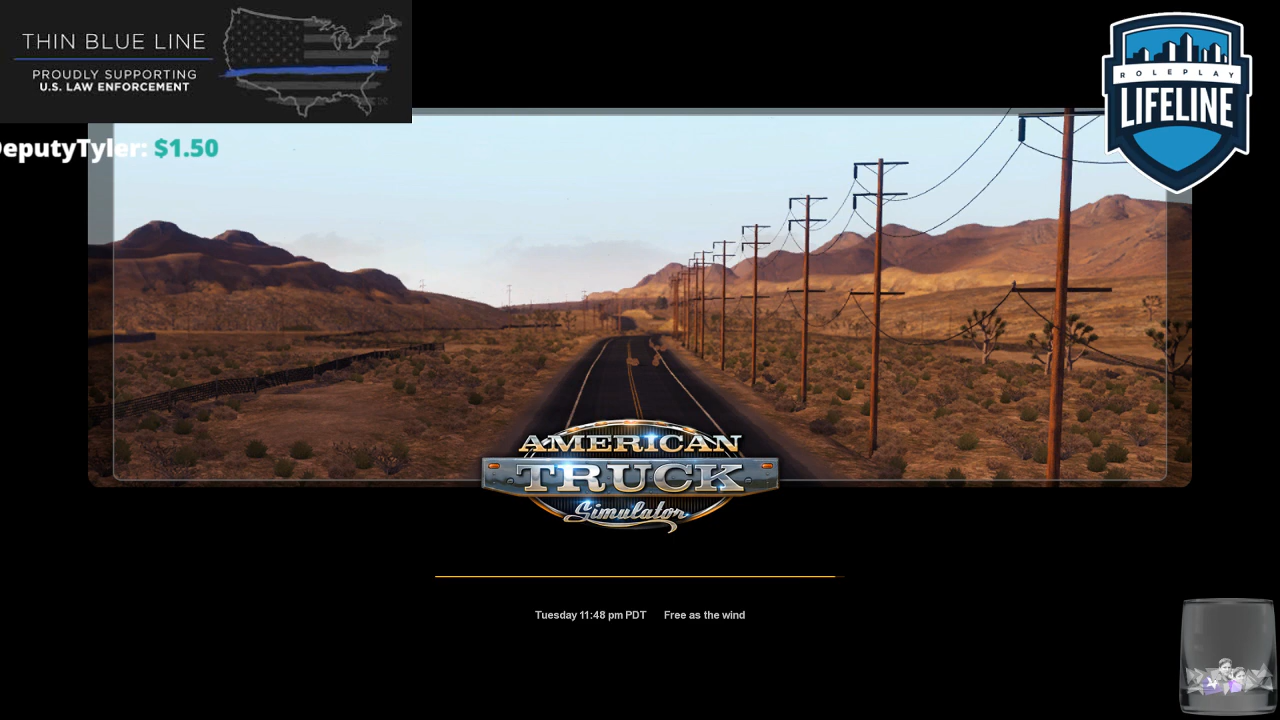 THIN BLUE LINE
PROUDLY SUPPORTING
U.S. LAW ENFORCEMENT
ROLEPLAY
LIFELINE
eputyTyler: $1.50
AMERICAN
TRUCK
Simulator
Tuesday 11:48 pm PDT Free as the wind